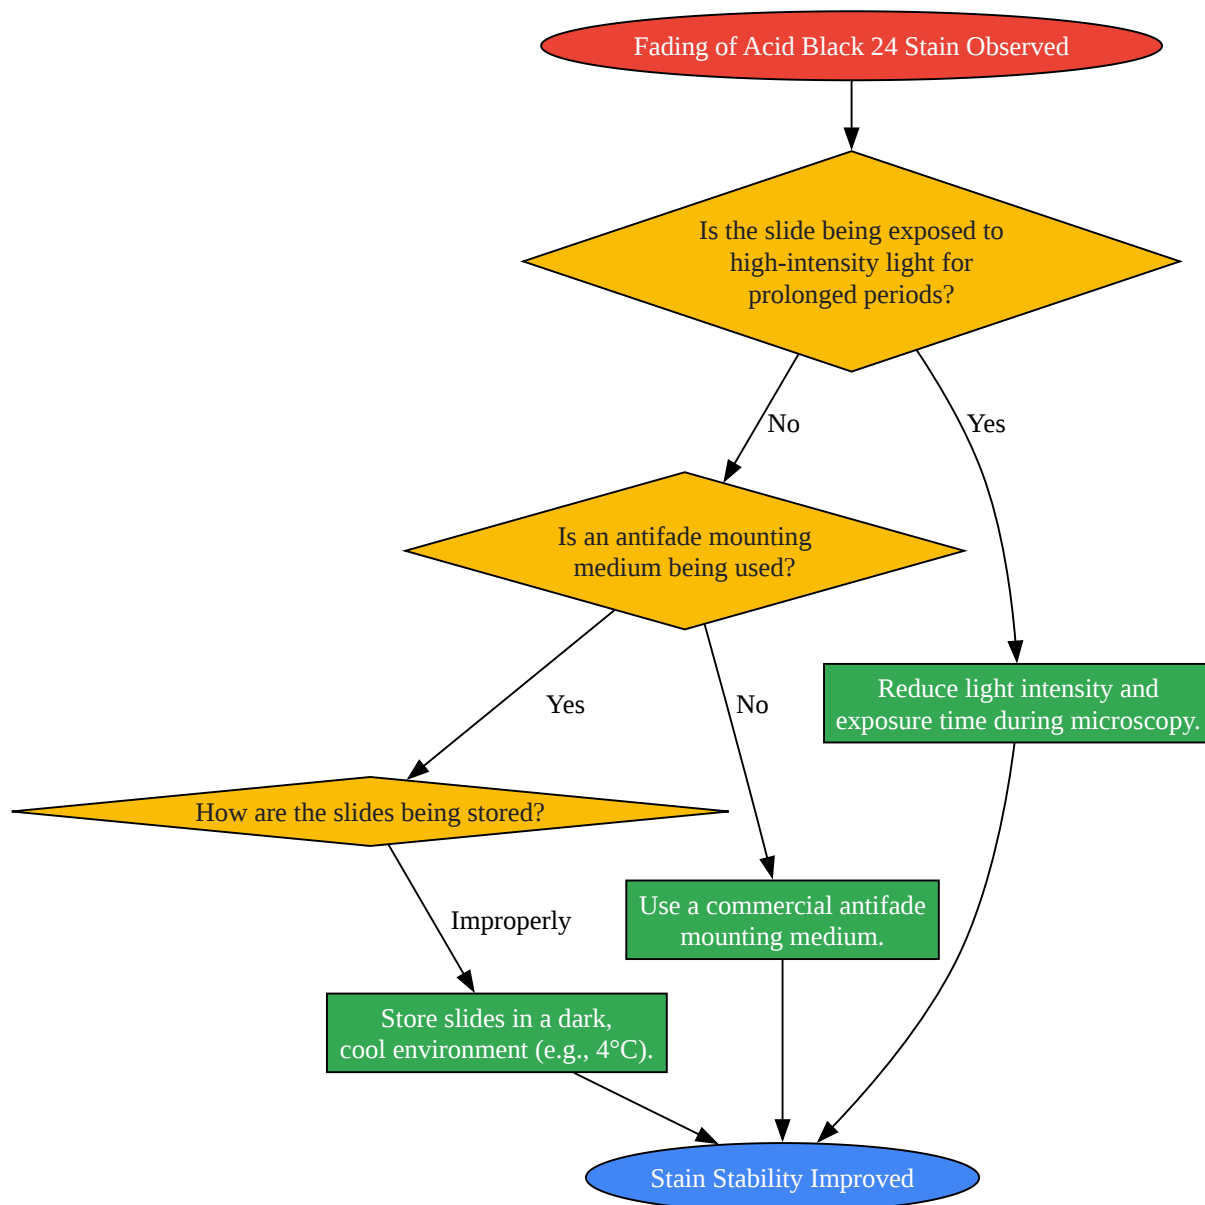 Fading of Acid Black 24 Stain Observed
Is the slide being exposed to
high-intensity light for
prolonged periods?
No
Yes
Is an antifade mounting
medium being used?
Reduce light intensity and
exposure time during microscopy.
Yes
No
How are the slides being stored?
Use a commercial antifade
mounting medium.
Improperly
Store slides in a dark,
cool environment (e.g., 4°C).
Stain Stability Improved